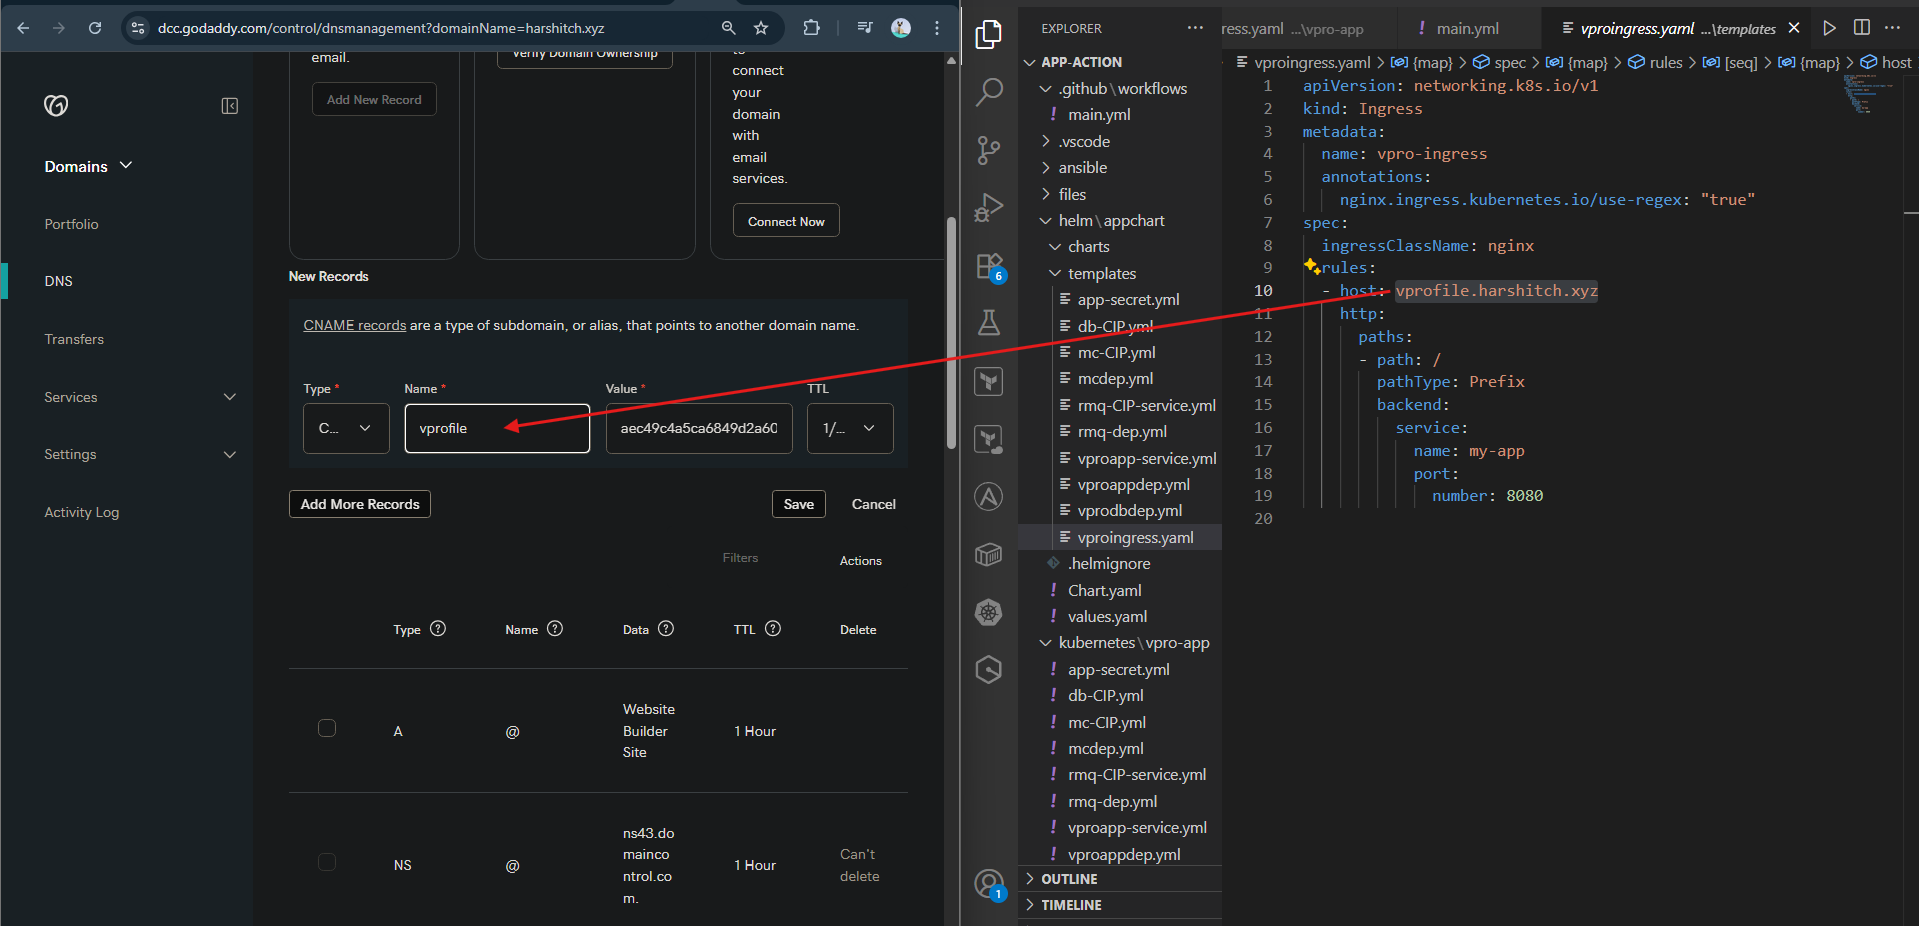 dcc.godaddy.com/control/dnsmanagement?domainName=harshitch.xyz
Domains
Portfolio
DNS
Transfers
Services
Settings
Activity Log
email.
Add New Record
Verify Domain Ownership
to
connect
your
domain
with
email
services.
Connect Now
New Records
CNAME records are a type of subdomain, or alias, that points to another domain name.
Type * Name * Value * TTL
C... vprofile aec49c4a5ca6849d2a60 1/...
Add More Records Save Cancel
Filters Actions
Type Name Data TTL Delete
A @ Website Builder Site 1 Hour
NS @ ns43.do
mainco
ntrol.co
m. 1 Hour Can't delete
EXPLORER ...
APP-ACTION
.github\workflows
! main.yml
.vscode
ansible
files
helm\appchart
charts
templates
app-secret.yml
db-CIP.yml
mc-CIP.yml
mcdep.yml
rmq-CIP-service.yml
rmq-dep.yml
vproapp-service.yml
vproappdep.yml
vprodbdep.yml
vproingress.yaml
.helmignore
! Chart.yaml
! values.yaml
kubernetes\vpro-app
! app-secret.yml
! db-CIP.yml
! mc-CIP.yml
! mcdep.yml
! rmq-CIP-service.yml
! rmq-dep.yml
! vproapp-service.yml
! vproappdep.yml
OUTLINE
TIMELINE
6
1
ress.yaml ...\vpro-app ! main.yml vproingress.yaml ...\templates
vproingress.yaml > {map} > spec > {map} > rules > [seq] > {map} > host
1 apiVersion: networking.k8s.io/v1
2 kind: Ingress
3 metadata:
4 name: vpro-ingress
5 annotations:
6 nginx.ingress.kubernetes.io/use-regex: "true"
7 spec:
8 ingressClassName: nginx
9 rules:
10 - host: vprofile.harshitch.xyz
11 http:
12 paths:
13 - path: /
14 pathType: Prefix
15 backend:
16 service:
17 name: my-app
18 port:
19 number: 8080
20